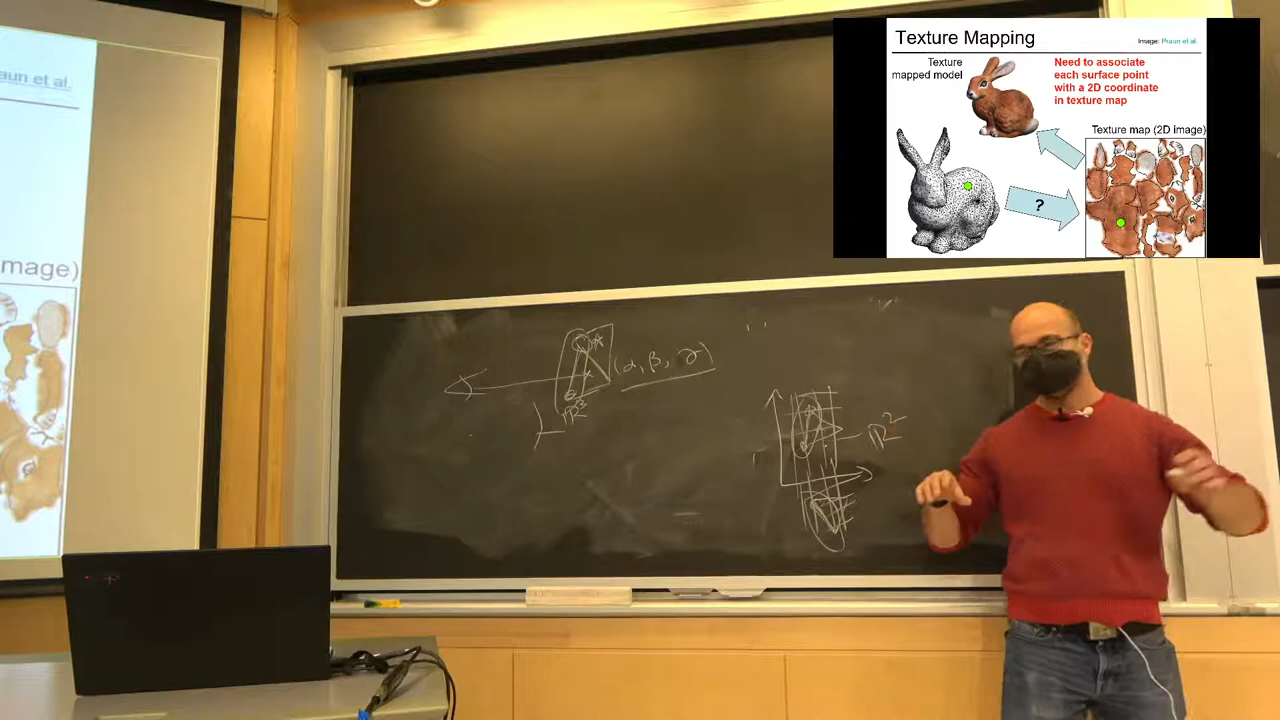 aun et al.
mage)
Texture Mapping
Image: Praun et al.
Texture
mapped model
Need to associate
each surface point
with a 2D coordinate
in texture map
Texture map (2D image)
?
(α, β, γ)
ℝ³
ℝ²